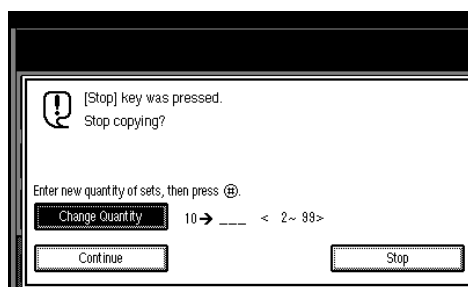 [Stop] key was pressed.
Stop copying?
Enter new quantity of sets, then press (#).
Change Quantity 10➔ ___ < 2~ 99>
Continue Stop